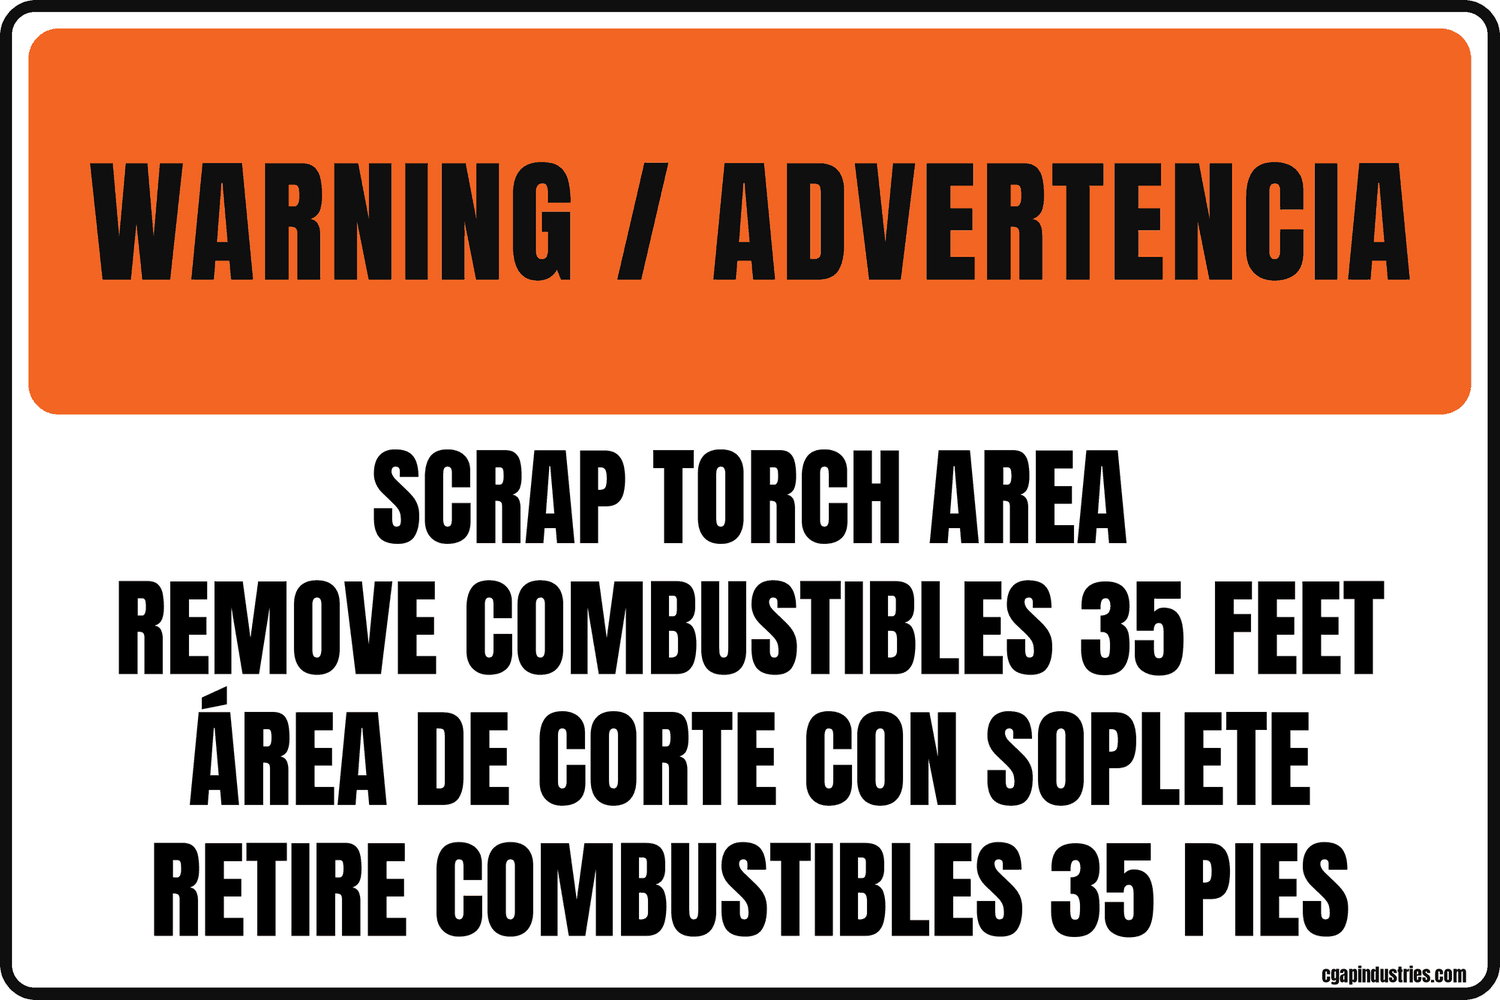 WARNING / ADVERTENCIA
SCRAP TORCH AREA
REMOVE COMBUSTIBLES 35 FEET
ÁREA DE CORTE CON SOPLETE
RETIRE COMBUSTIBLES 35 PIES
cgapindustries.com